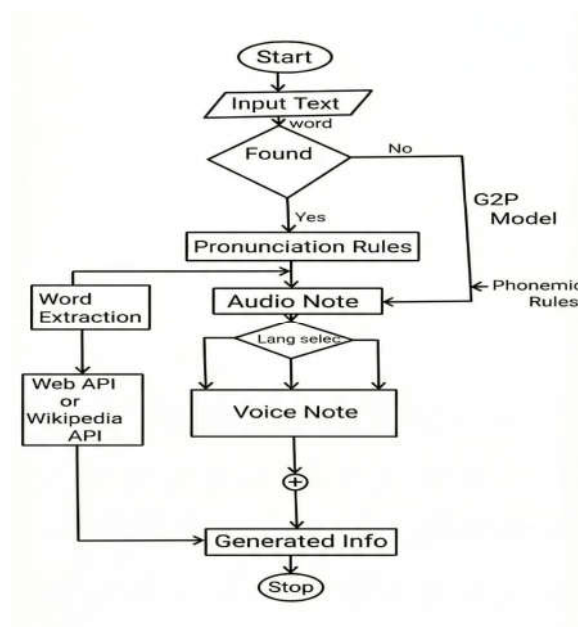 Start
Input Text
word
Found
No
G2P
Model
Yes
Pronunciation Rules
Word
Extraction
Audio Note
Phonemic
Rules
Lang selec
Web API
or
Wikipedia
API
Voice Note
+
Generated Info
Stop